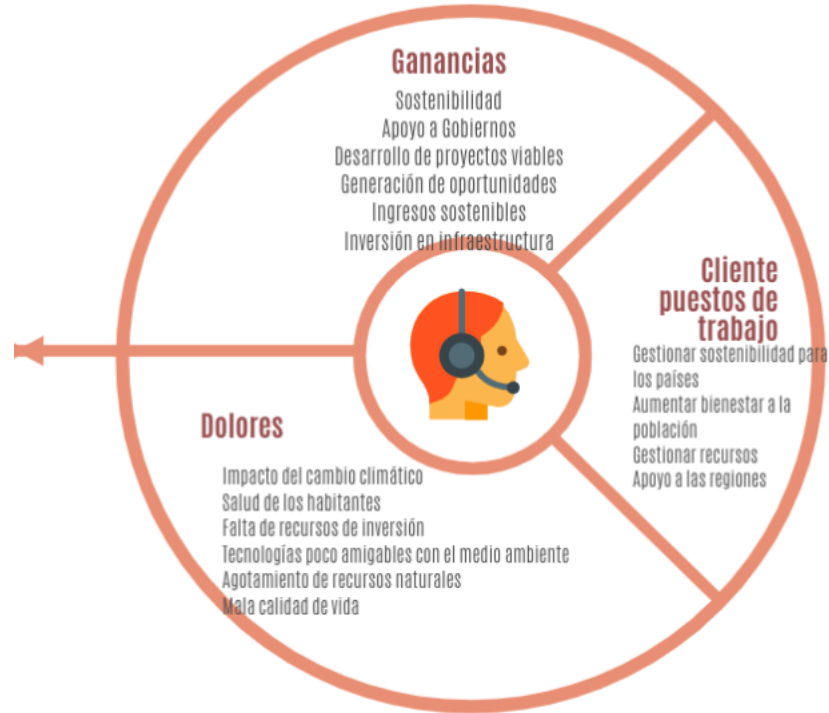 Ganancias
Sostenibilidad
Apoyo a Gobiernos
Desarrollo de proyectos viables
Generación de oportunidades
Ingresos sostenibles
Inversión en infraestructura
Cliente
puestos de
trabajo
Gestionar sostenibilidad para
los países
Aumentar bienestar a la
población
Gestionar recursos
Apoyo a las regiones
Dolores
Impacto del cambio climático
Salud de los habitantes
Falta de recursos de inversión
Tecnologías poco amigables con el medio ambiente
Agotamiento de recursos naturales
Mala calidad de vida